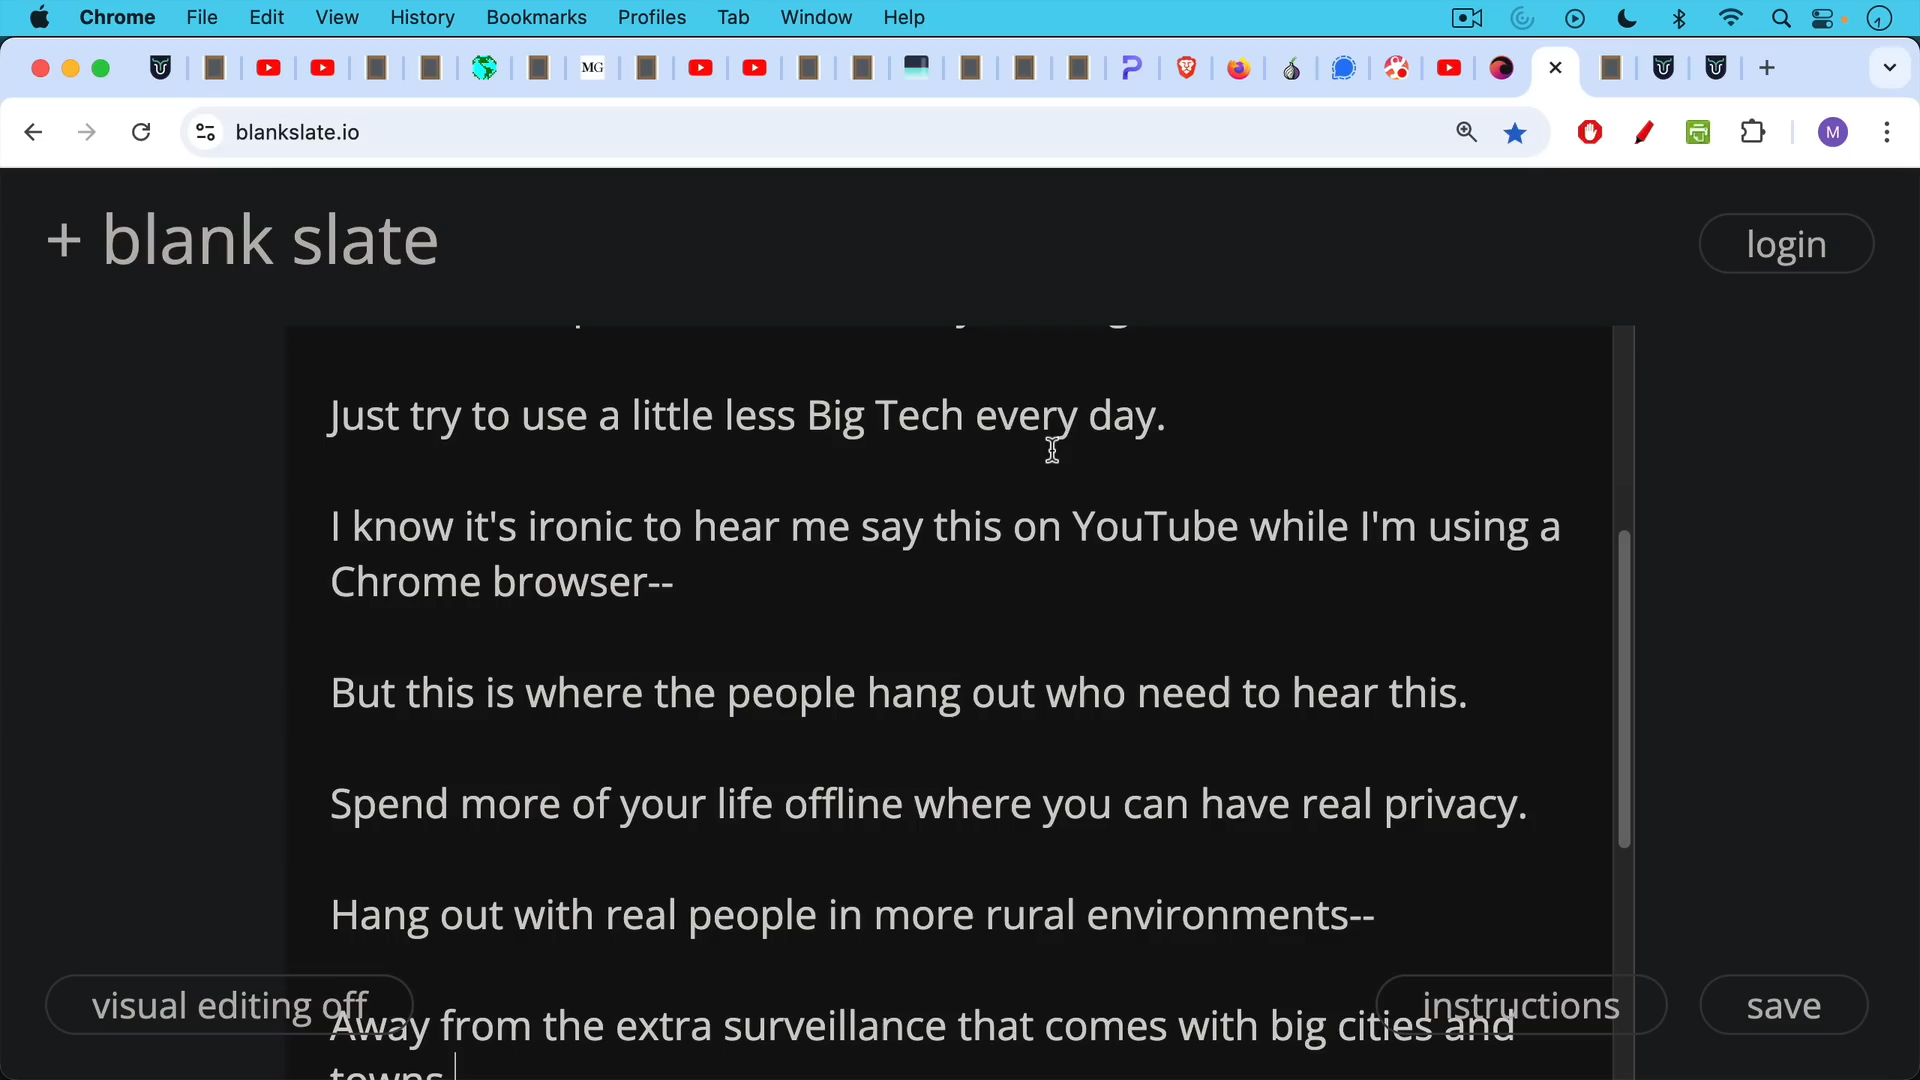 Chrome File Edit View History Bookmarks Profiles Tab Window Help
MG
blankslate.io
M
+ blank slate
login
Just try to use a little less Big Tech every day.
I know it's ironic to hear me say this on YouTube while I'm using a
Chrome browser--
But this is where the people hang out who need to hear this.
Spend more of your life offline where you can have real privacy.
Hang out with real people in more rural environments--
visual editing off
instructions
save
Away from the extra surveillance that comes with big cities and
towns